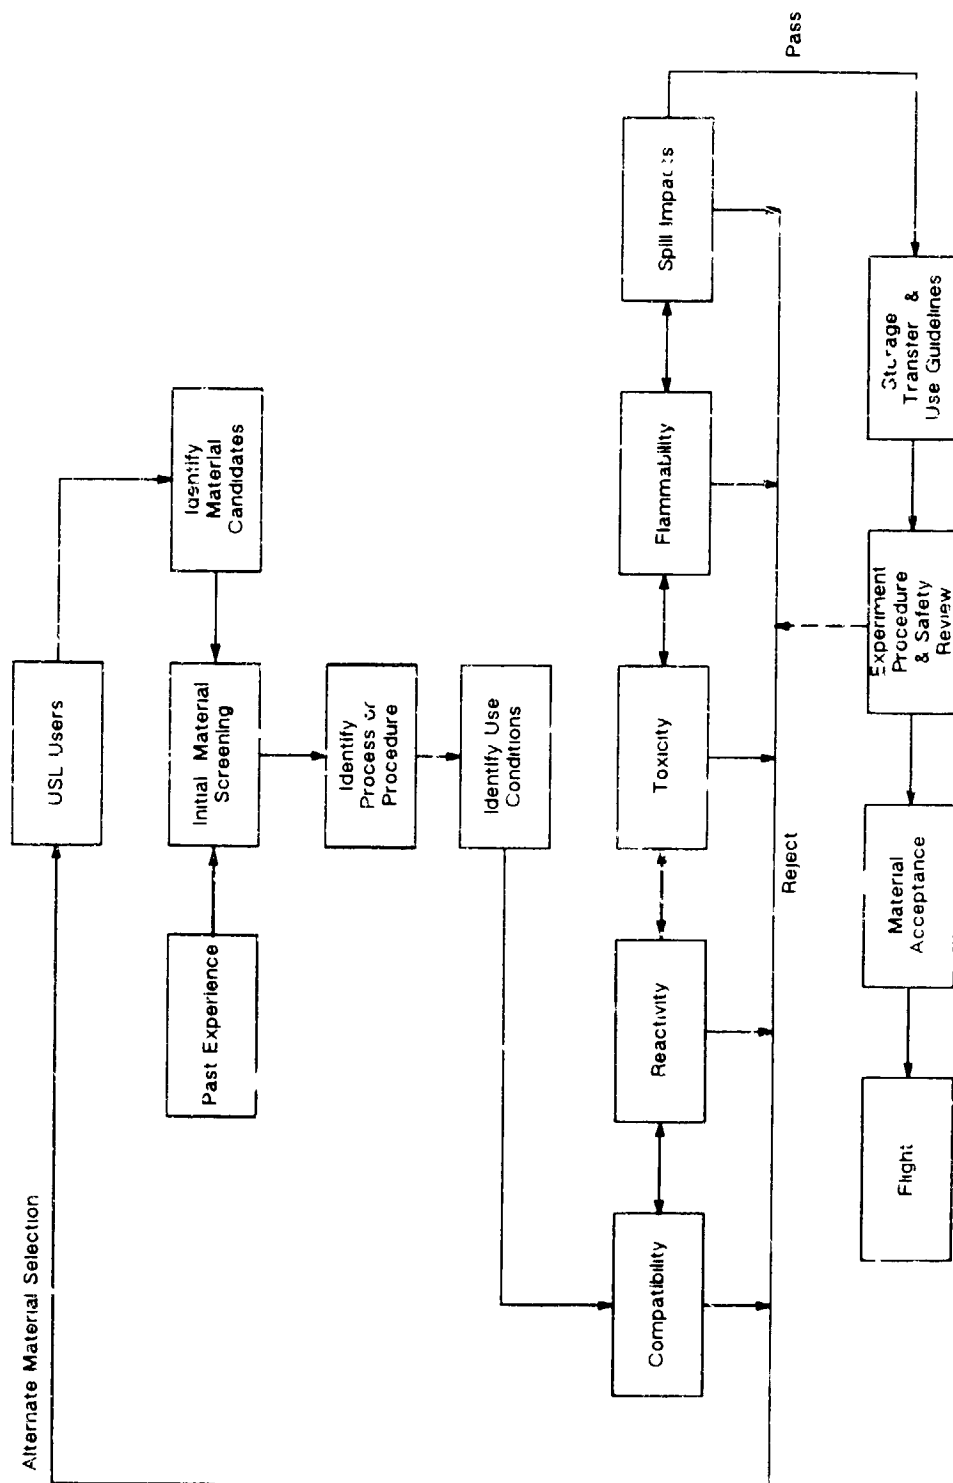 Alternate Material Selection
USL Users
Identify
Material
Candidates
Past Experience
Initial Material
Screening
Identify
Process or
Procedure
Identify Use
Conditions
Compatibility
Reactivity
Toxicity
Flammability
Spill Impacts
Reject
Pass
Flight
Material
Acceptance
Experiment
Procedure
& Safety
Review
Storage
Transfer &
Use Guidelines